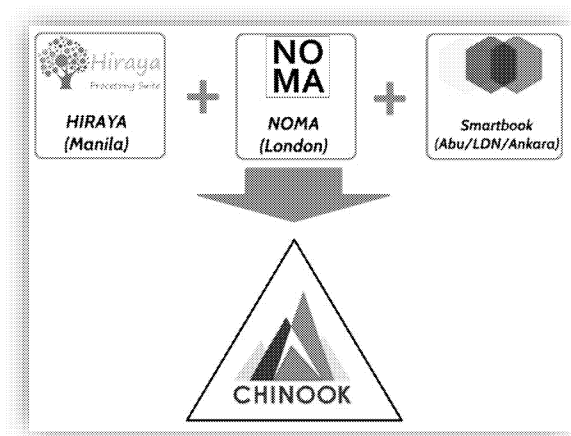 Hiraya
Processing Suite
HIRAYA
(Manila)
+
NO
MA
NOMA
(London)
+
Smartbook
(Abu/LDN/Ankara)
CHINOOK